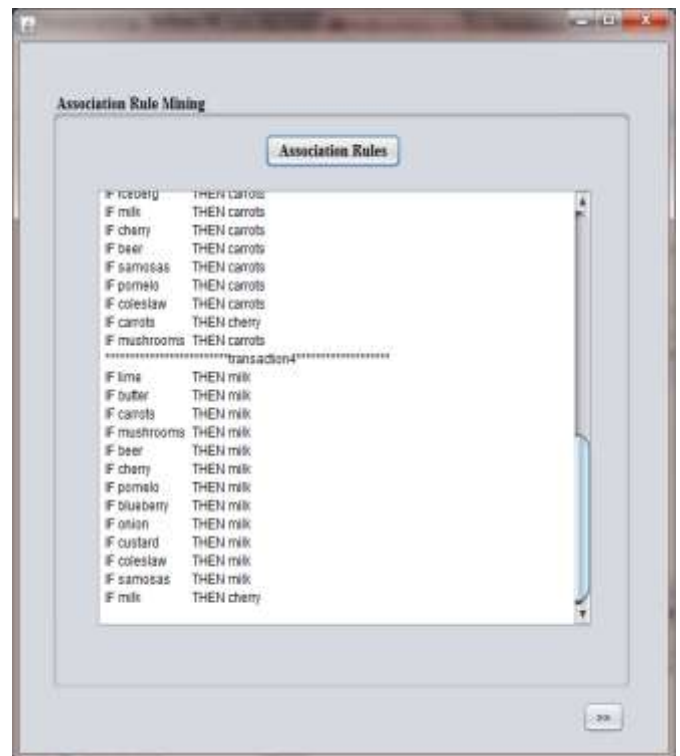 Association Rule Mining
Association Rules
IF iceberg THEN carrots
IF milk THEN carrots
IF cherry THEN carrots
IF beer THEN carrots
IF samosas THEN carrots
IF pomelo THEN carrots
IF coleslaw THEN carrots
IF carrots THEN cherry
IF mushrooms THEN carrots
****************************transaction4*********************
IF lime THEN milk
IF butter THEN milk
IF carrots THEN milk
IF mushrooms THEN milk
IF beer THEN milk
IF cherry THEN milk
IF pomelo THEN milk
IF blueberry THEN milk
IF onion THEN milk
IF custard THEN milk
IF coleslaw THEN milk
IF samosas THEN milk
IF milk THEN cherry
>>